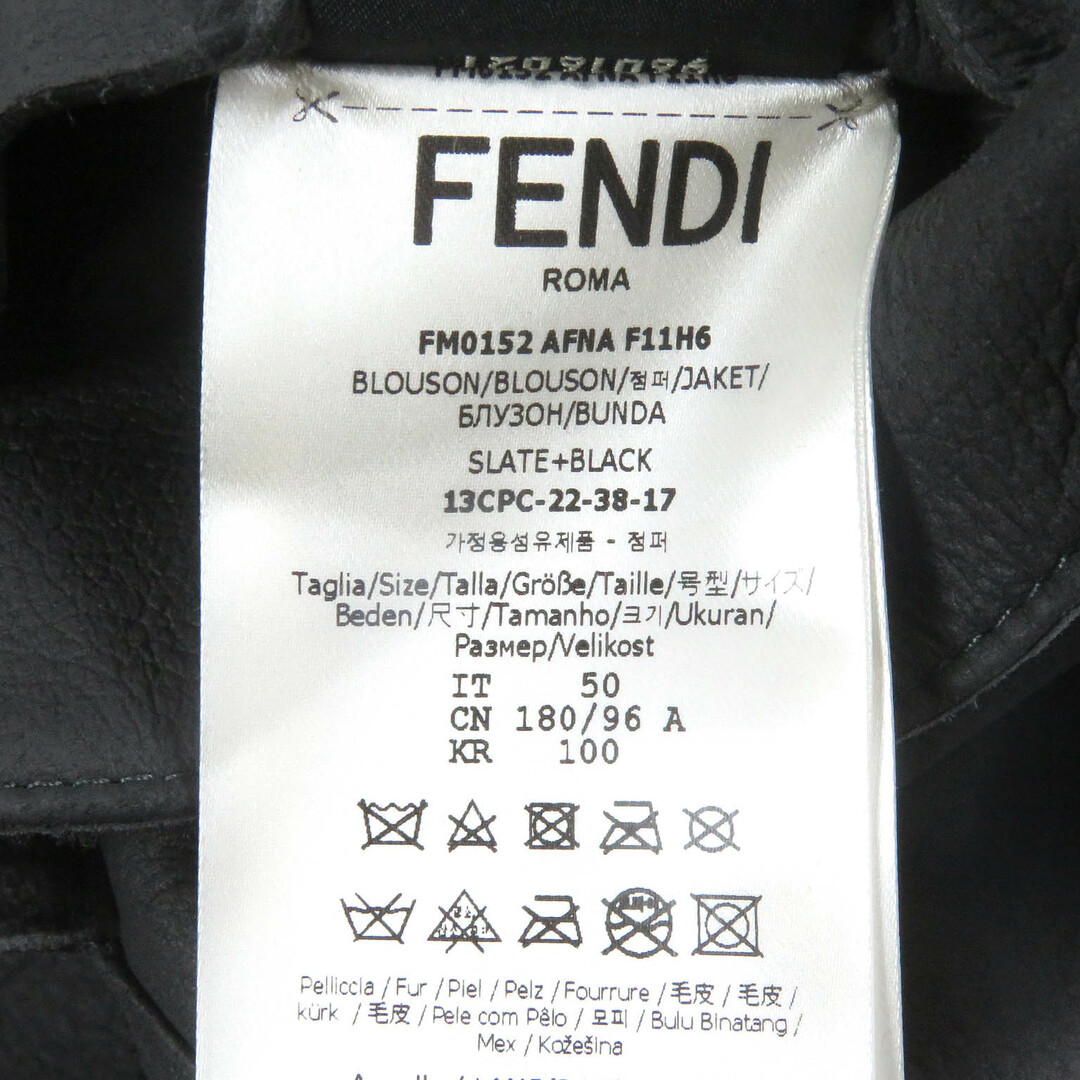 FENDI
ROMA
FM0152 AFNA F11H6
BLOUSON/BLOUSON/점퍼/JAKET/
БЛУЗОН/BUNDA
SLATE+BLACK
13CPC-22-38-17
가정용섬유제품 - 점퍼
Taglia/Size/Talla/Größe/Taille/号型/サイズ/
Beden/尺寸/Tamanho/크기/Ukuran/
Размер/Velikost
IT 50
CN 180/96 A
KR 100
Pelliccia / Fur / Piel / Pelz / Fourrure / 毛皮 / 毛皮 /
kürk / 毛皮 / Pele com Pêlo / 모피 / Bulu Binatang /
Mex / Kožešina